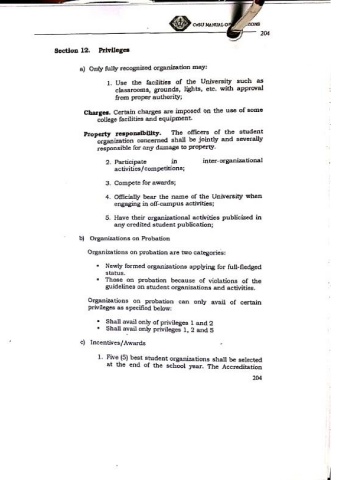 CMU MANUAL OF
204
Section 12. Privileges
a) Only fully recognized organization may:
1. Use the facilities of the University such as
classrooms, grounds, lights, etc. with approval
from proper authority;
Charges. Certain charges are imposed on the use of some
college facilities and equipment.
Property responsibility. The officers of the student
organization concerned shall be jointly and severally
responsible for any damage to property.
2. Participate in inter-organizational
activities/competitions;
3. Compete for awards;
4. Officially bear the name of the University when
engaging in off-campus activities;
5. Have their organizational activities publicized in
any credited student publication;
b) Organizations on Probation
Organizations on probation are two categories:
• Newly formed organizations applying for full-fledged
status.
• Those on probation because of violations of the
guidelines on student organizations and activities.
Organizations on probation can only avail of certain
privileges as specified below:
• Shall avail only of privileges 1 and 2
• Shall avail only privileges 1, 2 and 5
c) Incentives/Awards
1. Five (5) best student organizations shall be selected
at the end of the school year. The Accreditation
204